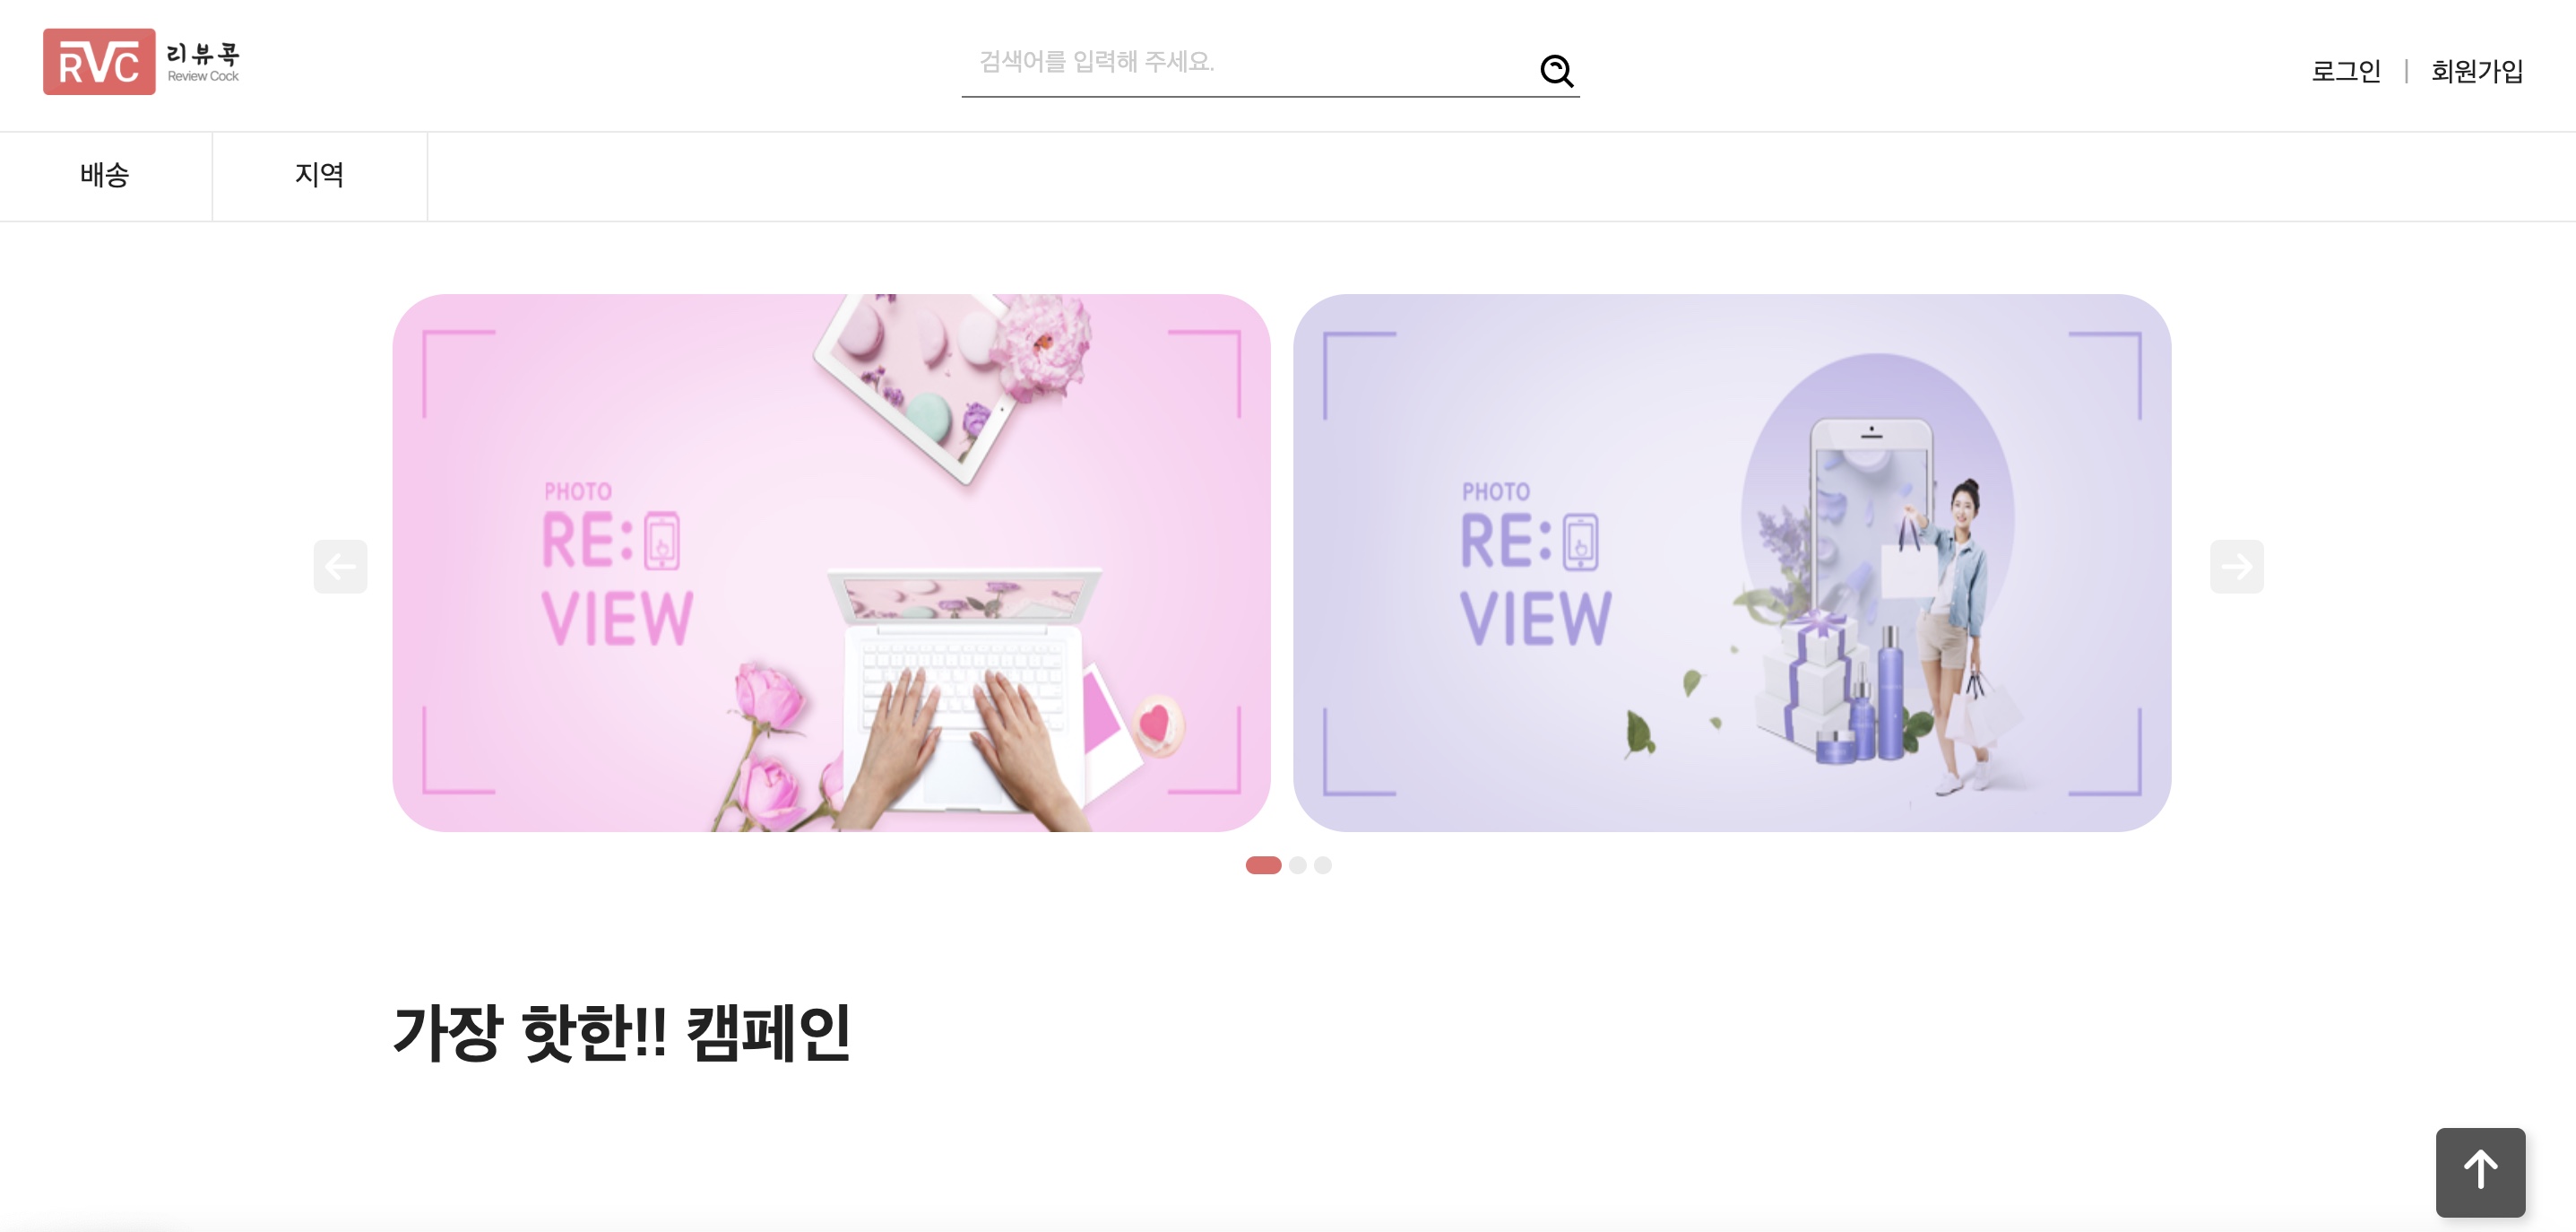 RVC 리뷰콕
Review Cock
검색어를 입력해 주세요.
로그인 | 회원가입
배송 지역
PHOTO
RE:
VIEW
PHOTO
RE:
VIEW
가장 핫한!! 캠페인